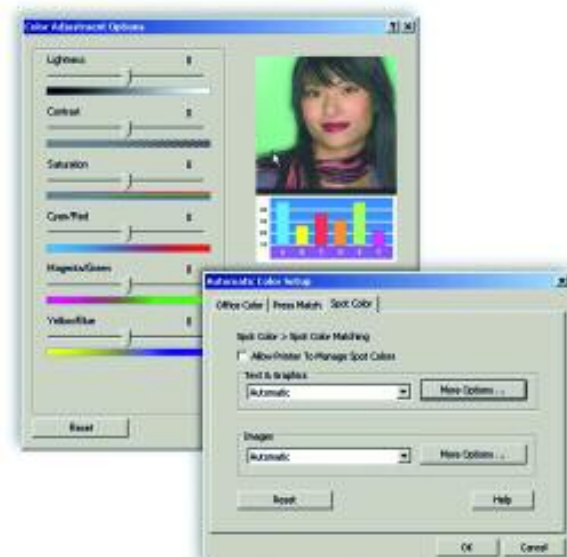 Color Adjustment Options
Lightness 0
Contrast 0
Saturation 0
Cyan/Red 0
Magenta/Green 0
Yellow/Blue 0
Reset
Automatic Color Setup
Office Color Press Match Spot Color
Spot Color > Spot Color Matching
Allow Printer To Manage Spot Colors
Text & Graphics
Automatic More Options...
Images
Automatic More Options...
Reset Help
OK Cancel